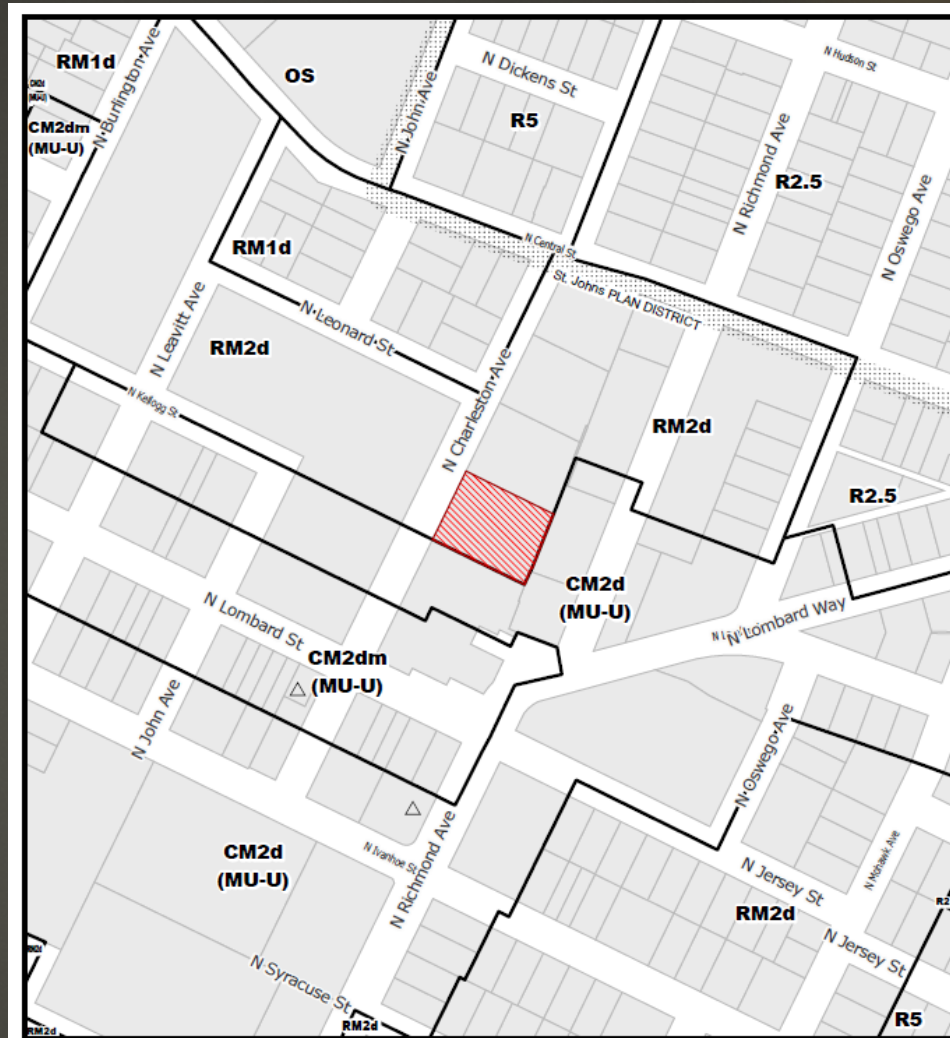 RM1d
N Burlington Ave
OS
N John Ave
N Dickens St
R5
N Hudson St
CM2dm
(MU-U)
N Richmond Ave
R2.5
N Oswego Ave
RM1d
N Central St
St. Johns PLAN DISTRICT
N Leonard St
N Leavitt Ave
RM2d
N Charleston Ave
N Kellogg St
RM2d
R2.5
CM2d
(MU-U)
N Lombard Way
N Lombard St
CM2dm
(MU-U)
N John Ave
N Oswego Ave
N Richmond Ave
N Ivanhoe St
CM2d
(MU-U)
N Jersey St
N Mohawk Ave
RM2d
N Jersey St
N Syracuse St
RM2d
RM2d
R5